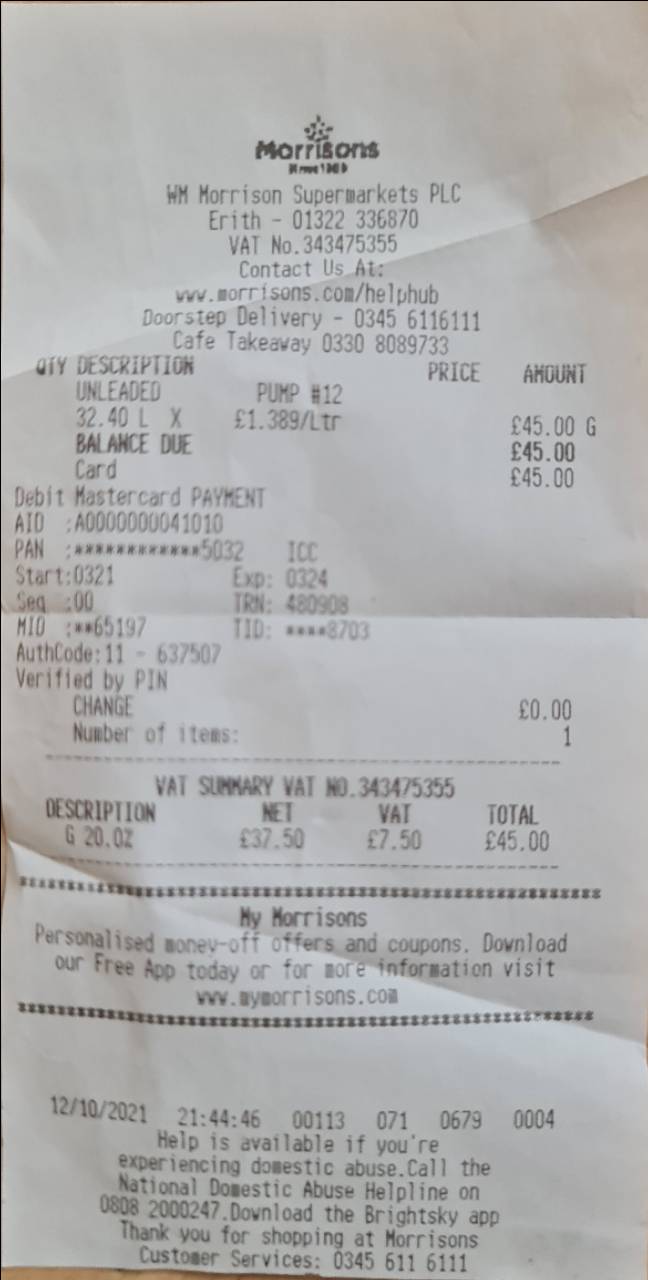 Morrisons
Since 1899
WM Morrison Supermarkets PLC
Erith - 01322 336870
VAT No.343475355
Contact Us At:
www.morrisons.com/helphub
Doorstep Delivery - 0345 6116111
Cafe Takeaway 0330 8089733
QTY DESCRIPTION PRICE AMOUNT
UNLEADED PUMP #12
32.40 L X £1.389/Ltr £45.00 G
BALANCE DUE £45.00
Card £45.00
Debit Mastercard PAYMENT
AID :A0000000041010
PAN :************5032 ICC
Start:0321 Exp: 0324
Seq :00 TRN: 480908
MID :**65197 TID: ****8703
AuthCode:11 - 637507
Verified by PIN
CHANGE £0.00
Number of items: 1
VAT SUMMARY VAT NO.343475355
DESCRIPTION NET VAT TOTAL
G 20.0% £37.50 £7.50 £45.00
My Morrisons
Personalised money-off offers and coupons. Download
our Free App today or for more information visit
www.mymorrisons.com
12/10/2021 21:44:46 00113 071 0679 0004
Help is available if you're
experiencing domestic abuse.Call the
National Domestic Abuse Helpline on
0808 2000247.Download the Brightsky app
Thank you for shopping at Morrisons
Customer Services: 0345 611 6111